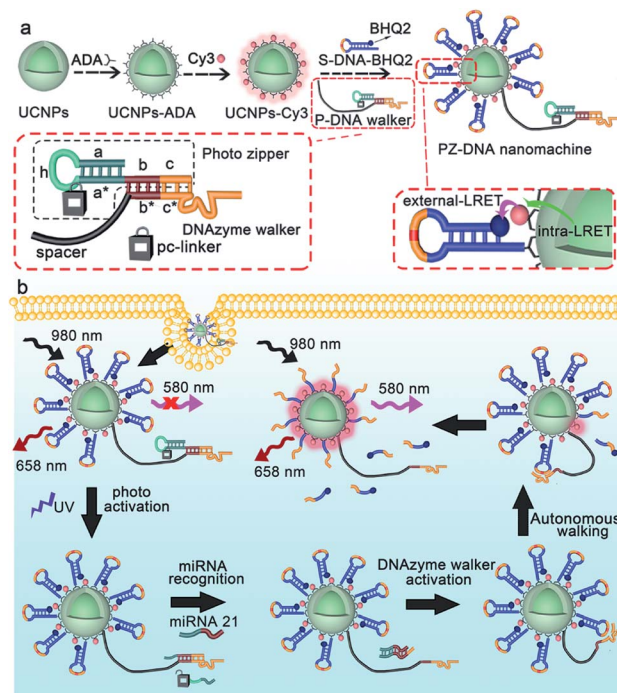 a
ADA
Cy3
BHQ2
S-DNA-BHQ2
UCNPs
UCNPs-ADA
UCNPs-Cy3
P-DNA walker
PZ-DNA nanomachine
a
b
c
Photo zipper
h
a*
b*
c*
DNAzyme walker
spacer
pc-linker
external-LRET
intra-LRET
b
980 nm
580 nm
658 nm
980 nm
580 nm
658 nm
UV
photo
activation
Autonomous
walking
miRNA
recognition
miRNA 21
DNAzyme walker
activation